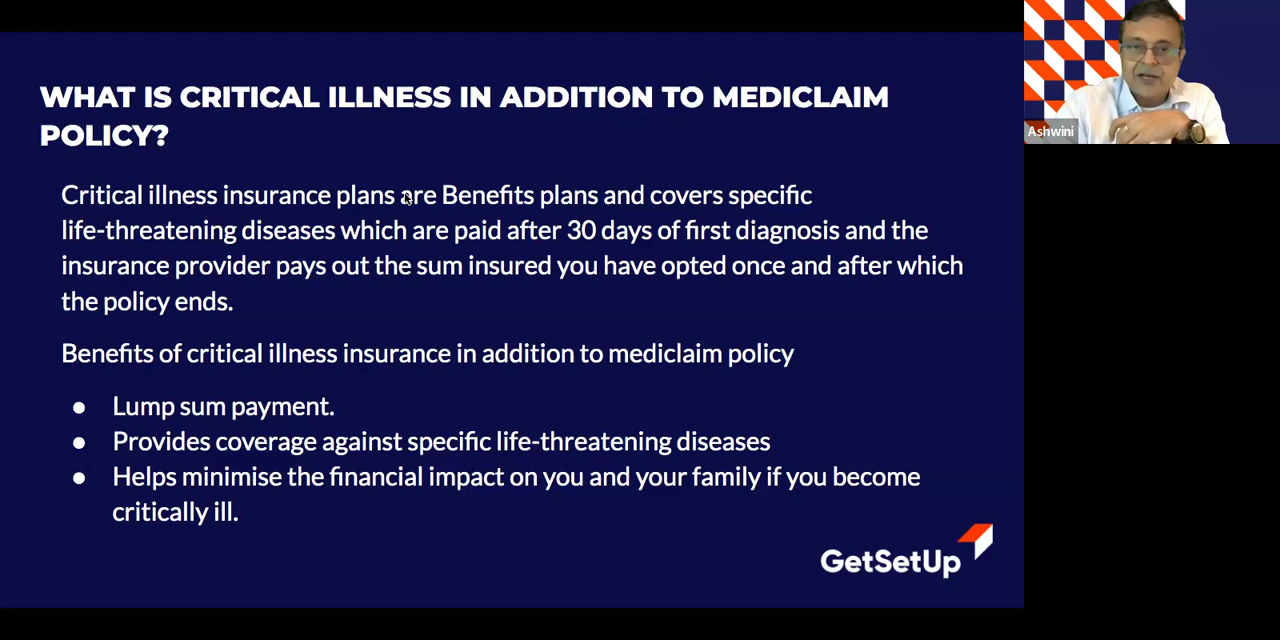 WHAT IS CRITICAL ILLNESS IN ADDITION TO MEDICLAIM
POLICY?
Critical illness insurance plans are Benefits plans and covers specific
life-threatening diseases which are paid after 30 days of first diagnosis and the
insurance provider pays out the sum insured you have opted once and after which
the policy ends.
Benefits of critical illness insurance in addition to mediclaim policy
● Lump sum payment.
● Provides coverage against specific life-threatening diseases
● Helps minimise the financial impact on you and your family if you become
critically ill.
GetSetUp
Ashwini